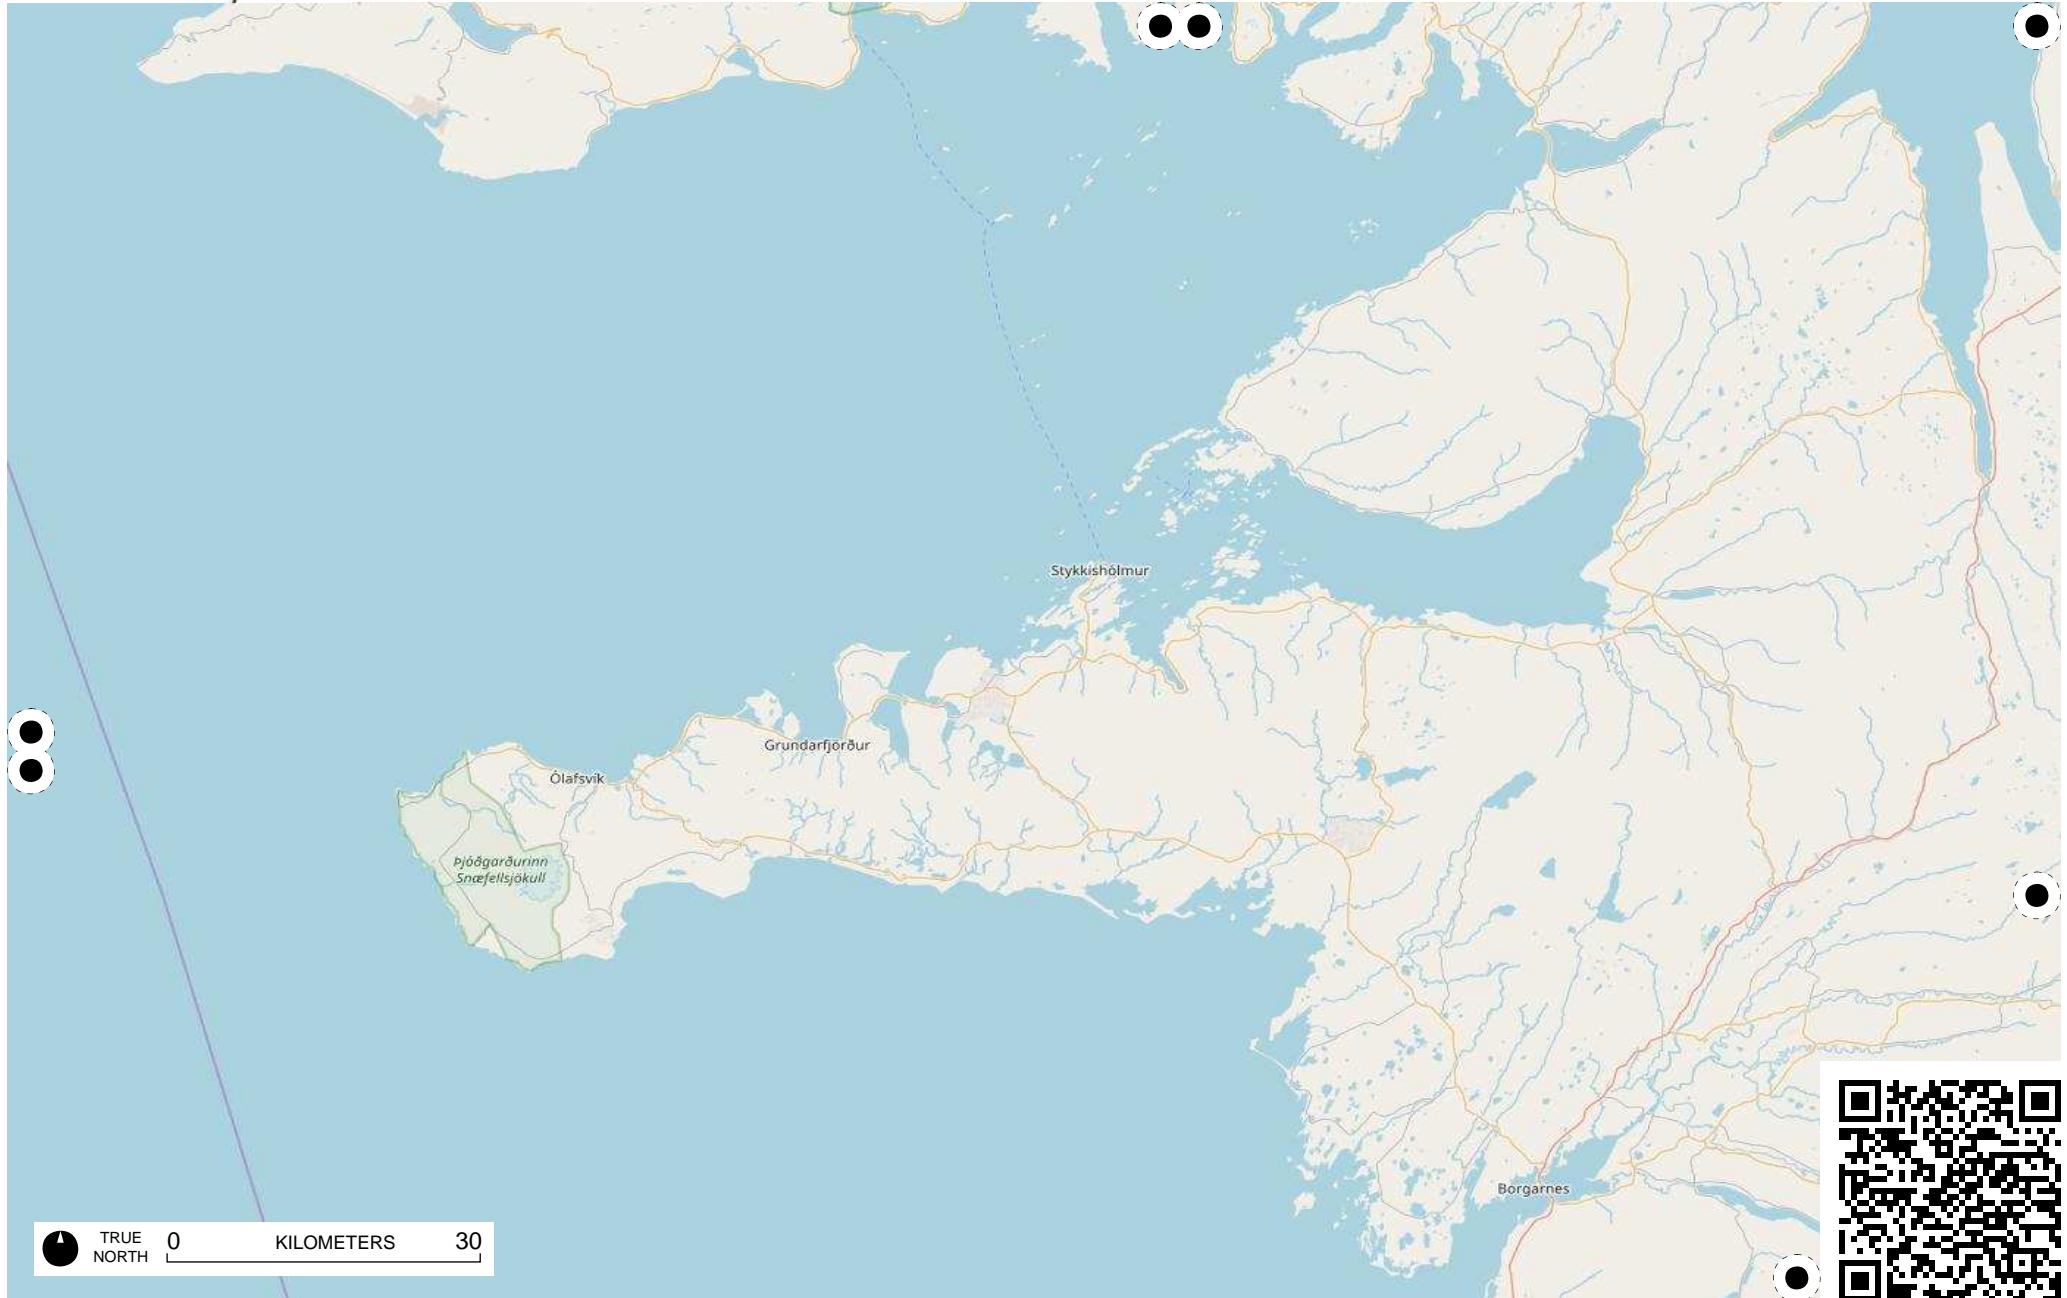 Stykkishólmur
Grundarfjörður
Ólafsvík
Þjóðgarðurinn
Snæfellsjökull
Borgarnes
TRUE
NORTH
0 KILOMETERS 30